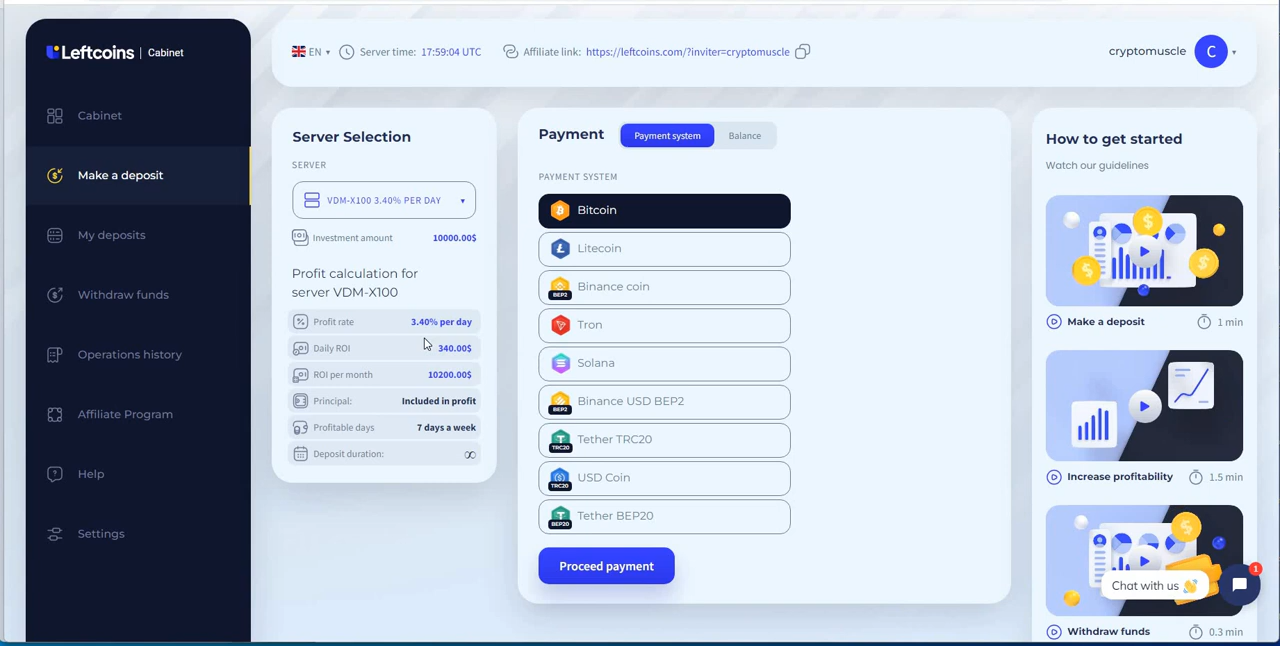 Leftcoins | Cabinet
EN
Server time: 17:59:04 UTC
Affiliate link: https://leftcoins.com/?inviter=cryptomuscle
cryptomuscle
C
Cabinet
Make a deposit
My deposits
Withdraw funds
Operations history
Affiliate Program
Help
Settings
Server Selection
SERVER
VDM-X100 3.40% PER DAY
Investment amount 10000.00$
Profit calculation for
server VDM-X100
Profit rate 3.40% per day
Daily ROI 340.00$
ROI per month 10200.00$
Principal: Included in profit
Profitable days 7 days a week
Deposit duration: ∞
Payment
Payment system
Balance
PAYMENT SYSTEM
Bitcoin
Litecoin
BEP2 Binance coin
Tron
Solana
BEP2 Binance USD BEP2
TRC20 Tether TRC20
TRC20 USD Coin
BEP20 Tether BEP20
Proceed payment
How to get started
Watch our guidelines
Make a deposit 1 min
Increase profitability 1.5 min
Chat with us 👋
1
Withdraw funds 0.3 min